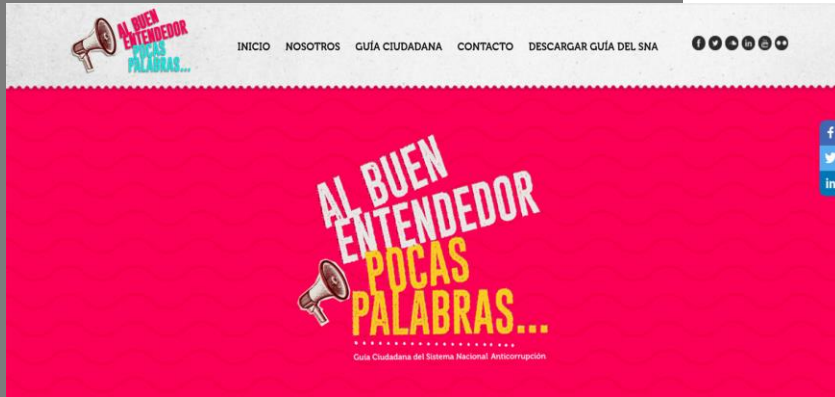 AL BUEN
ENTENDEDOR
POCAS
PALABRAS...
INICIO NOSOTROS GUÍA CIUDADANA CONTACTO DESCARGAR GUÍA DEL SNA
AL BUEN
ENTENDEDOR
POCAS
PALABRAS...
Guía Ciudadana del Sistema Nacional Anticorrupción